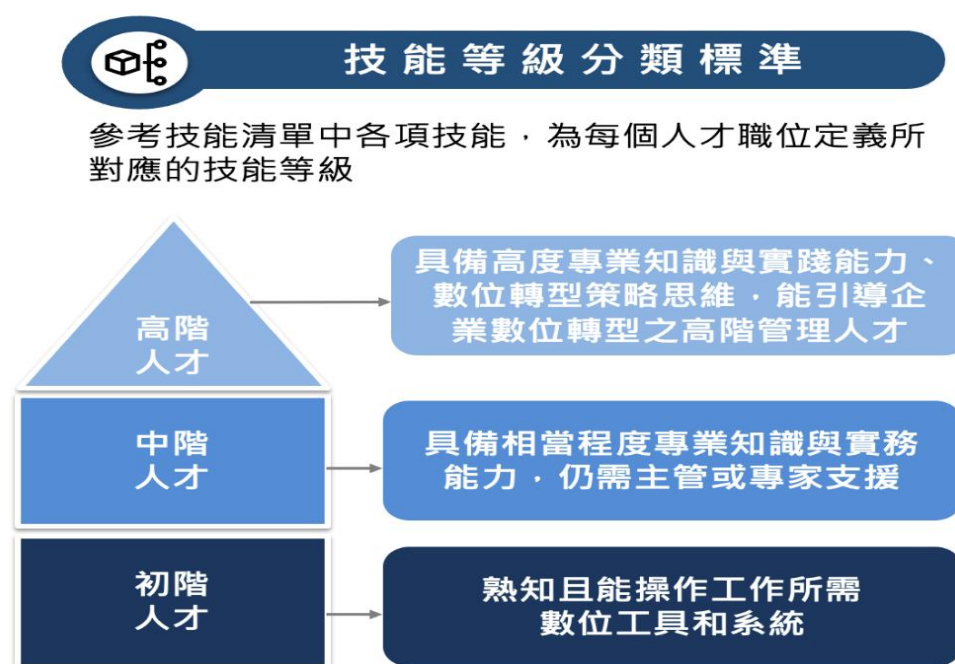 技能等級分類標準
參考技能清單中各項技能，為每個人才職位定義所
對應的技能等級
高階
人才
具備高度專業知識與實踐能力、
數位轉型策略思維，能引導企
業數位轉型之高階管理人才
中階
人才
具備相當程度專業知識與實務
能力，仍需主管或專家支援
初階
人才
熟知且能操作工作所需
數位工具和系統